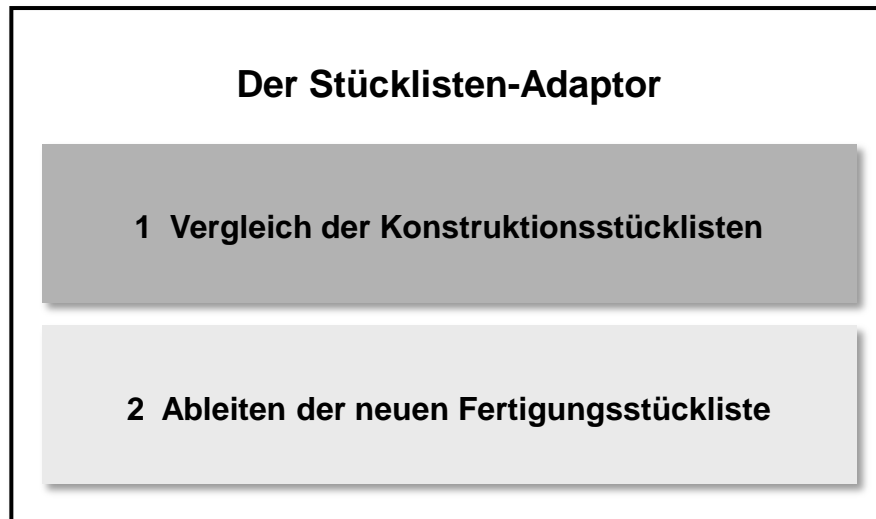 Der Stücklisten-Adaptor
1 Vergleich der Konstruktionsstücklisten
2 Ableiten der neuen Fertigungsstückliste